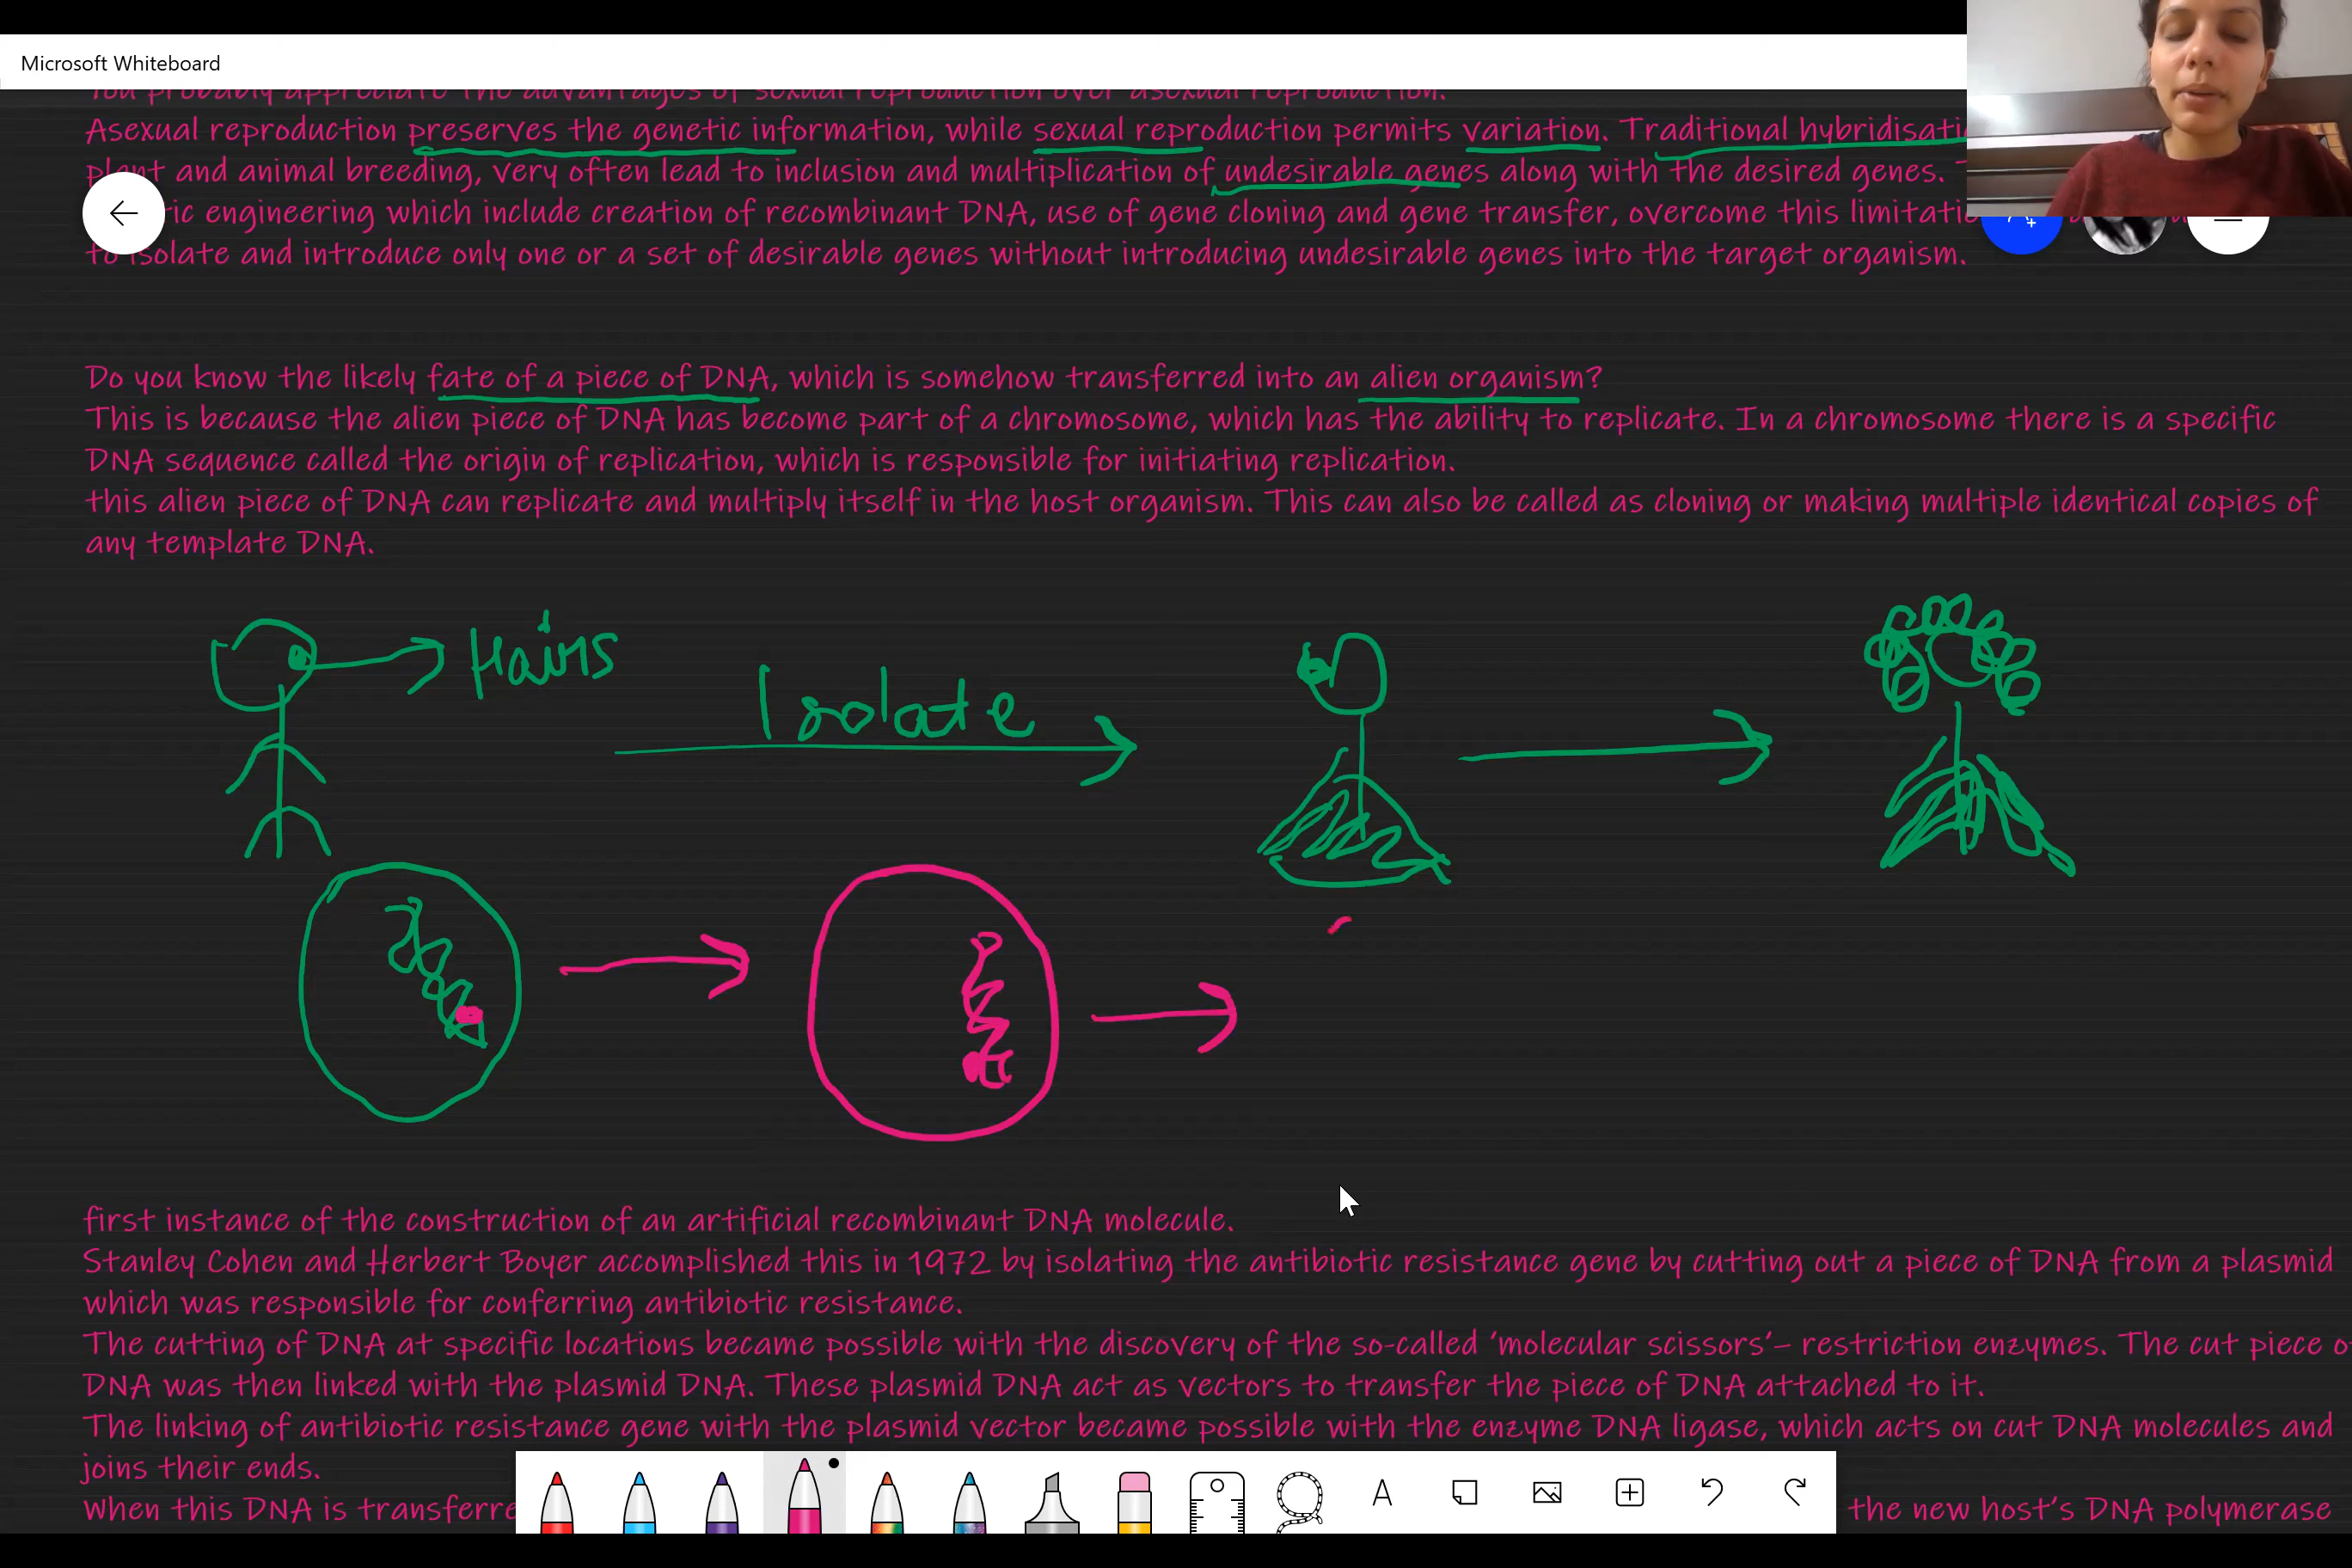 Microsoft Whiteboard
You probably appreciate the advantages of sexual reproduction over asexual reproduction.
Asexual reproduction preserves the genetic information, while sexual reproduction permits variation. Traditional
plant and animal breeding, very often lead to inclusion and multiplication of undesirable genes along with the desired genes.
engineering which include creation of recombinant DNA, use of gene cloning and gene transfer, overcome this
to isolate and introduce only one or a set of desirable genes without introducing undesirable genes into the target organism.
Do you know the likely fate of a piece of DNA, which is somehow transferred into an alien organism?
This is because the alien piece of DNA has become part of a chromosome, which has the ability to replicate. In a chromosome there is a specific
DNA sequence called the origin of replication, which is responsible for initiating replication.
this alien piece of DNA can replicate and multiply itself in the host organism. This can also be called as cloning or making multiple identical copies of
any template DNA.
Hairs
Isolate
first instance of the construction of an artificial recombinant DNA molecule.
Stanley Cohen and Herbert Boyer accomplished this in 1972 by isolating the antibiotic resistance gene by cutting out a piece of DNA from a plasmid
which was responsible for conferring antibiotic resistance.
The cutting of DNA at specific locations became possible with the discovery of the so-called 'molecular scissors'– restriction enzymes. The cut piece
DNA was then linked with the plasmid DNA. These plasmid DNA act as vectors to transfer the piece of DNA attached to it.
The linking of antibiotic resistance gene with the plasmid vector became possible with the enzyme DNA ligase, which acts on cut DNA molecules and
joins their ends.
When this DNA is the new host's DNA polymerase